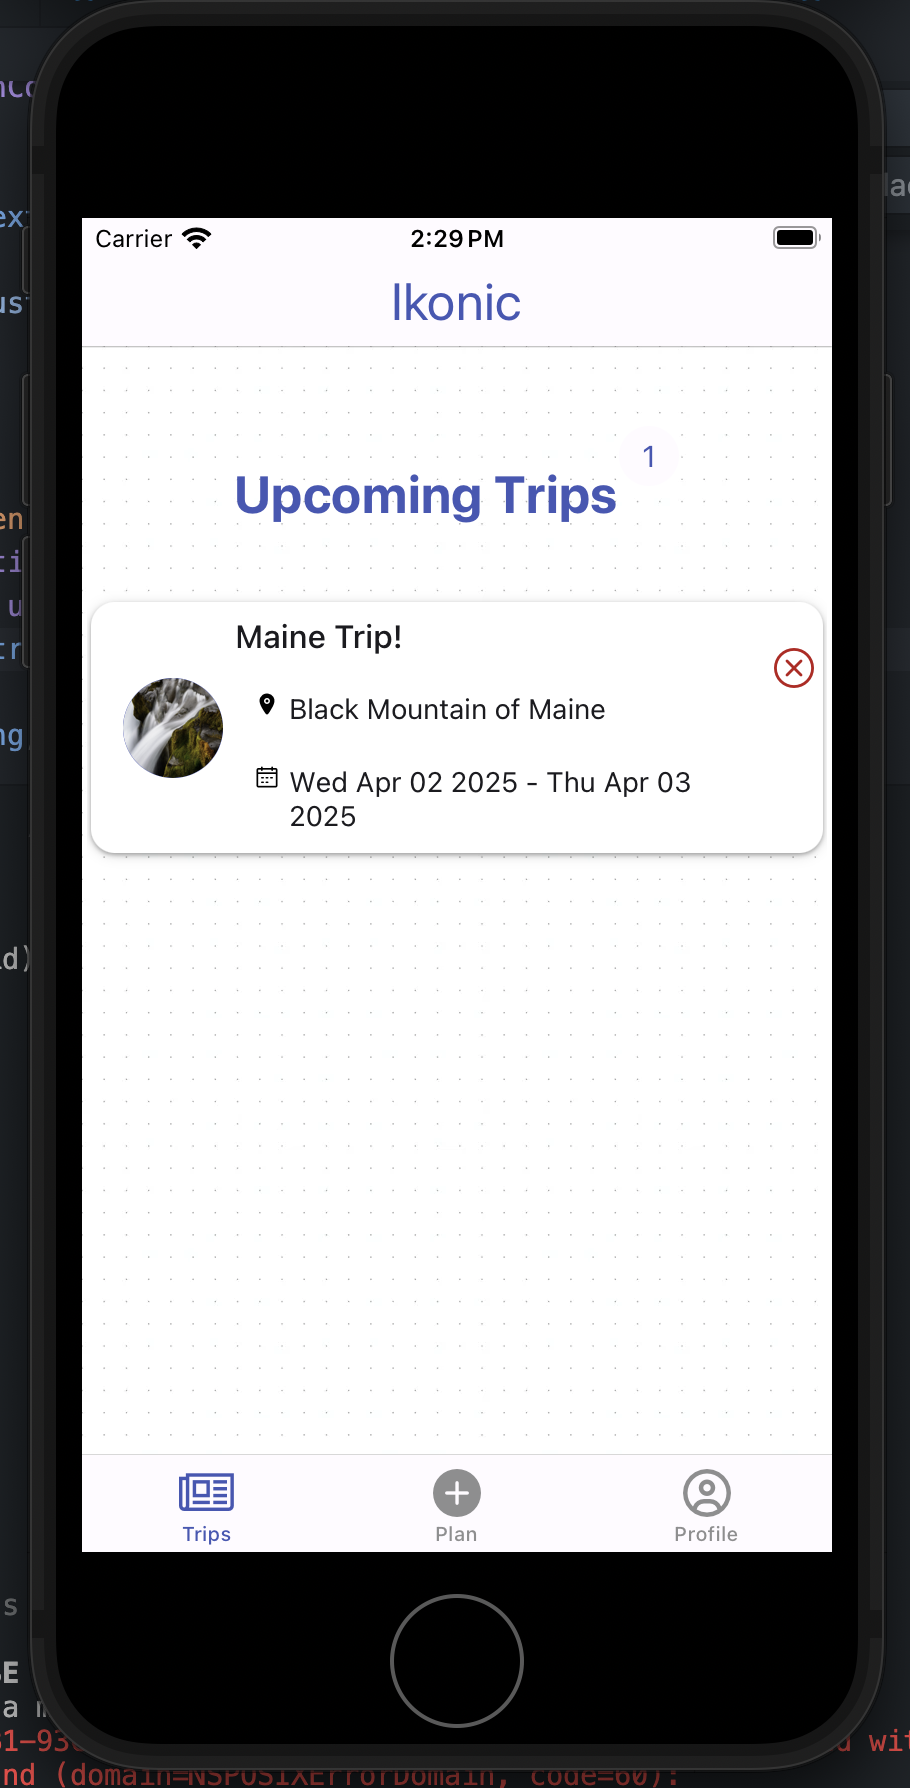 Carrier 2:29 PM
Ikonic
1
Upcoming Trips
Maine Trip!
Black Mountain of Maine
Wed Apr 02 2025 - Thu Apr 03
2025
Trips Plan Profile
nd (domain=NSPOSIXErrorDomain, code=60):